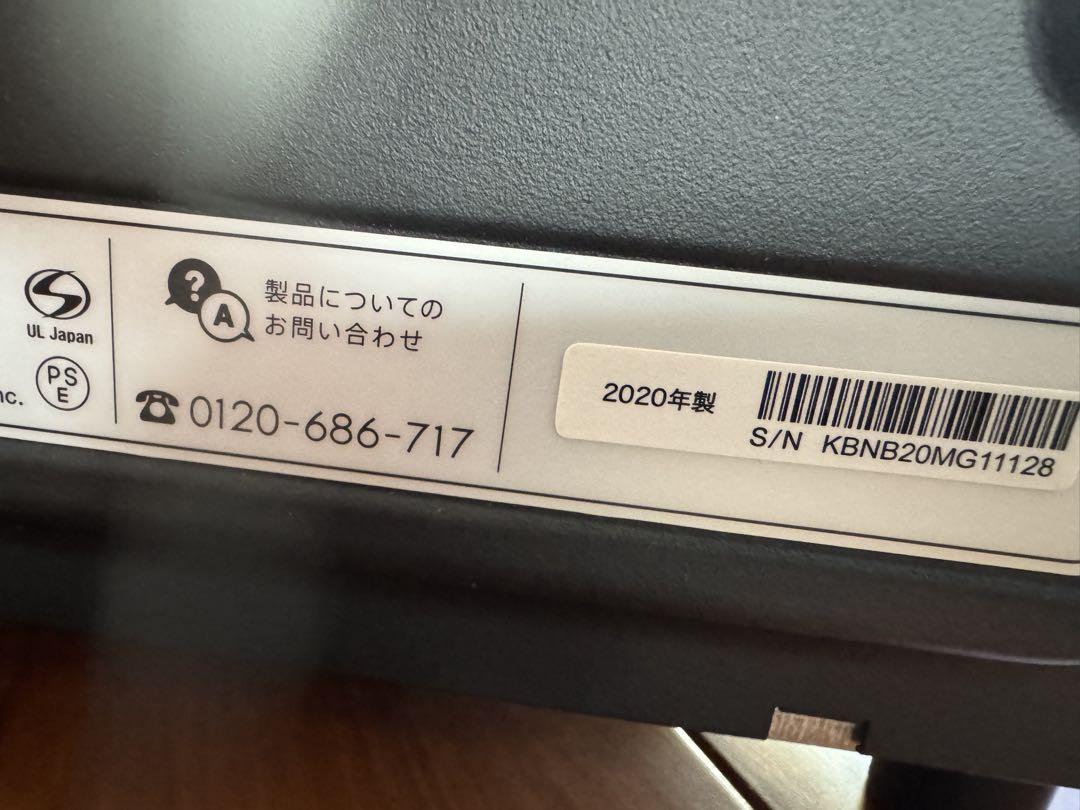 UL Japan
PS
E
nc.
?
A
製品についての
お問い合わせ
0120-686-717
2020年製
S/N KBNB20MG11128